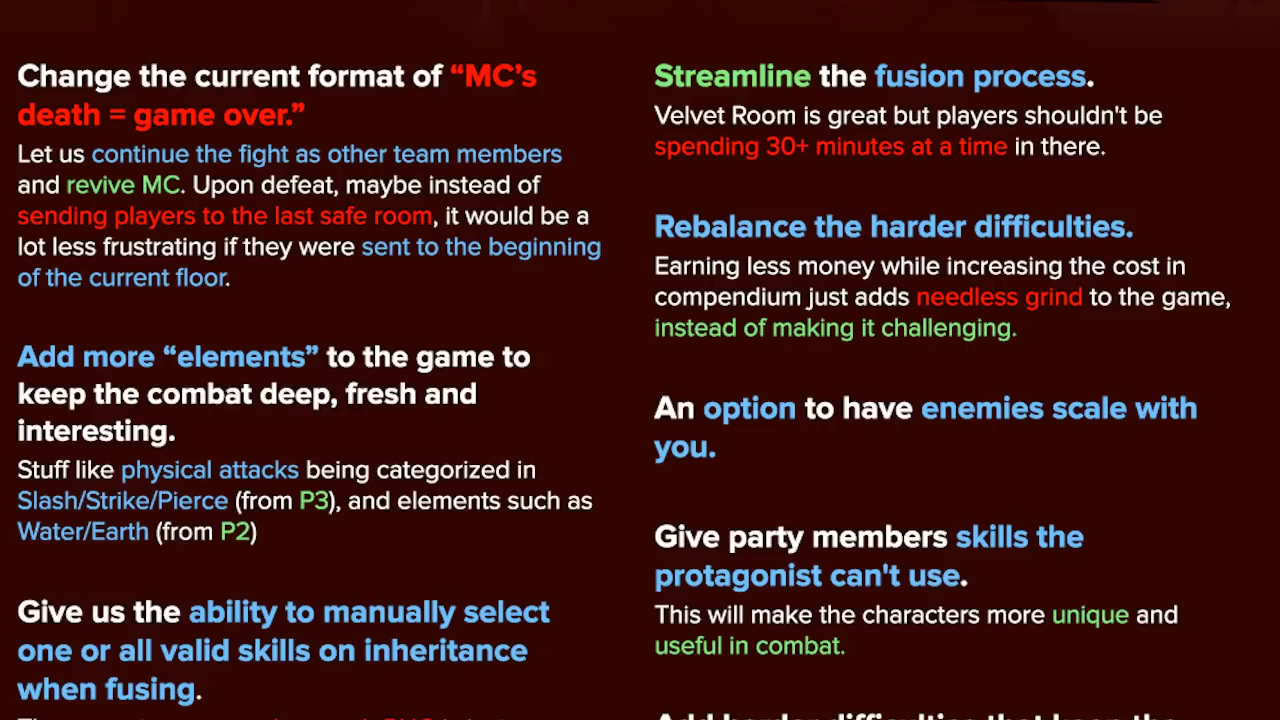 Change the current format of “MC’s
death = game over.”
Let us continue the fight as other team members
and revive MC. Upon defeat, maybe instead of
sending players to the last safe room, it would be a
lot less frustrating if they were sent to the beginning
of the current floor.
Add more “elements” to the game to
keep the combat deep, fresh and
interesting.
Stuff like physical attacks being categorized in
Slash/Strike/Pierce (from P3), and elements such as
Water/Earth (from P2)
Give us the ability to manually select
one or all valid skills on inheritance
when fusing.
Streamline the fusion process.
Velvet Room is great but players shouldn't be
spending 30+ minutes at a time in there.
Rebalance the harder difficulties.
Earning less money while increasing the cost in
compendium just adds needless grind to the game,
instead of making it challenging.
An option to have enemies scale with
you.
Give party members skills the
protagonist can't use.
This will make the characters more unique and
useful in combat.
Add harder difficulties that keep the